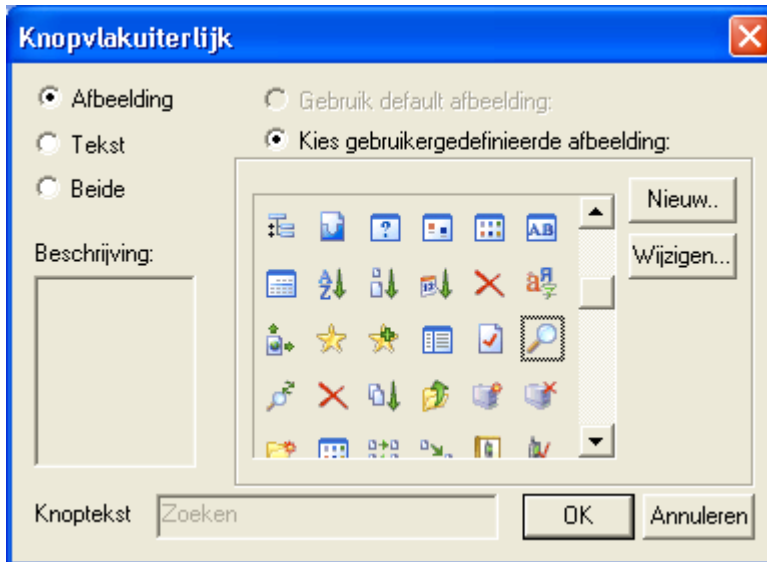 Knopvlakuiterlijk
Afbeelding
Tekst
Beide
Gebruik default afbeelding:
Kies gebruikergedefinieerde afbeelding:
Nieuw..
Wijzigen...
Beschrijving:
Knoptekst
Zoeken
OK
Annuleren